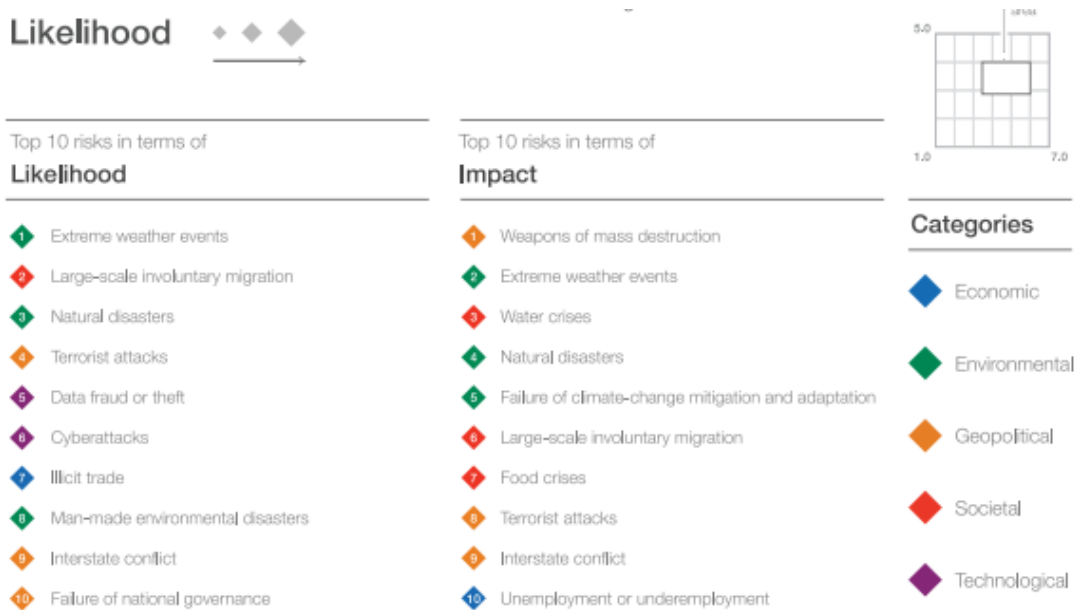 Likelihood
5.0
1.0
7.0
Top 10 risks in terms of
Likelihood
1 Extreme weather events
2 Large-scale involuntary migration
3 Natural disasters
4 Terrorist attacks
5 Data fraud or theft
6 Cyberattacks
7 Illicit trade
8 Man-made environmental disasters
9 Interstate conflict
10 Failure of national governance
Top 10 risks in terms of
Impact
1 Weapons of mass destruction
2 Extreme weather events
3 Water crises
4 Natural disasters
5 Failure of climate-change mitigation and adaptation
6 Large-scale involuntary migration
7 Food crises
8 Terrorist attacks
9 Interstate conflict
10 Unemployment or underemployment
Categories
Economic
Environmental
Geopolitical
Societal
Technological